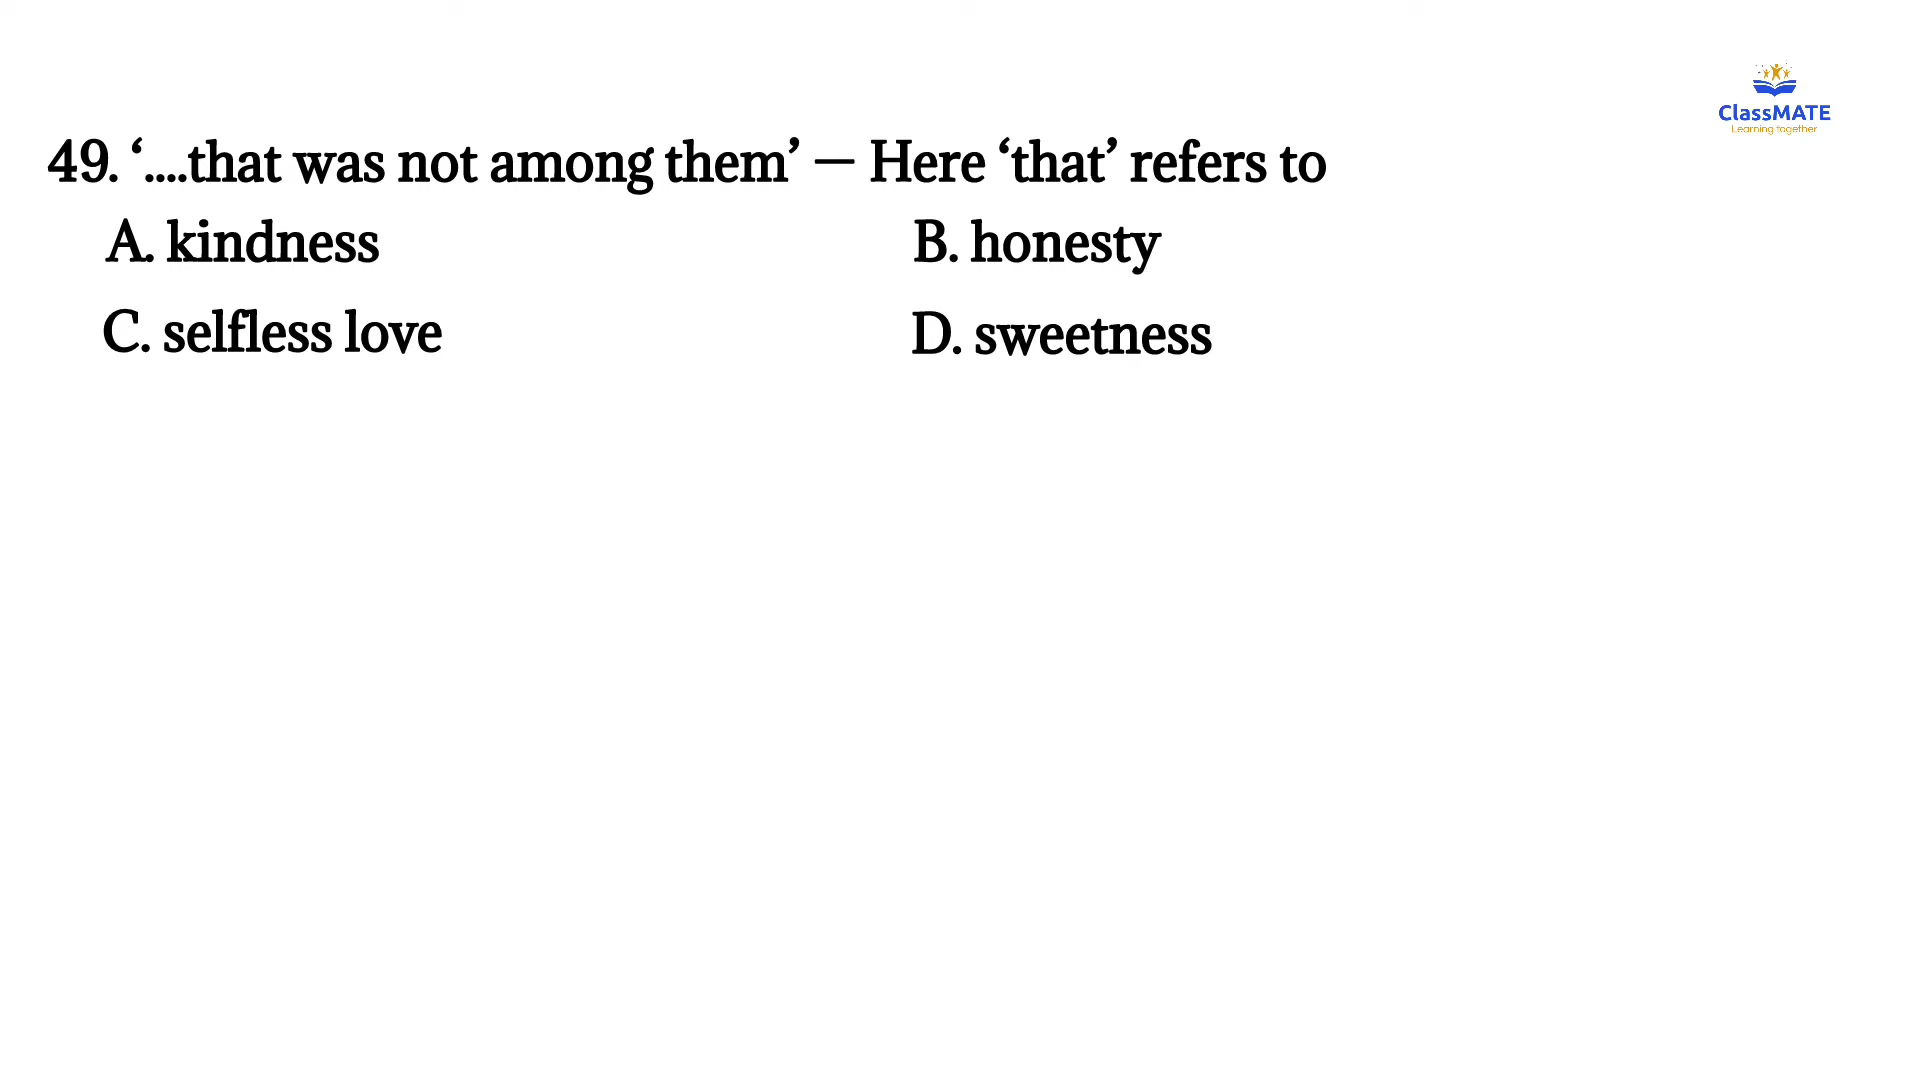 ClassMATE
Learning together
49. ‘....that was not among them’ — Here ‘that’ refers to
A. kindness
B. honesty
C. selfless love
D. sweetness